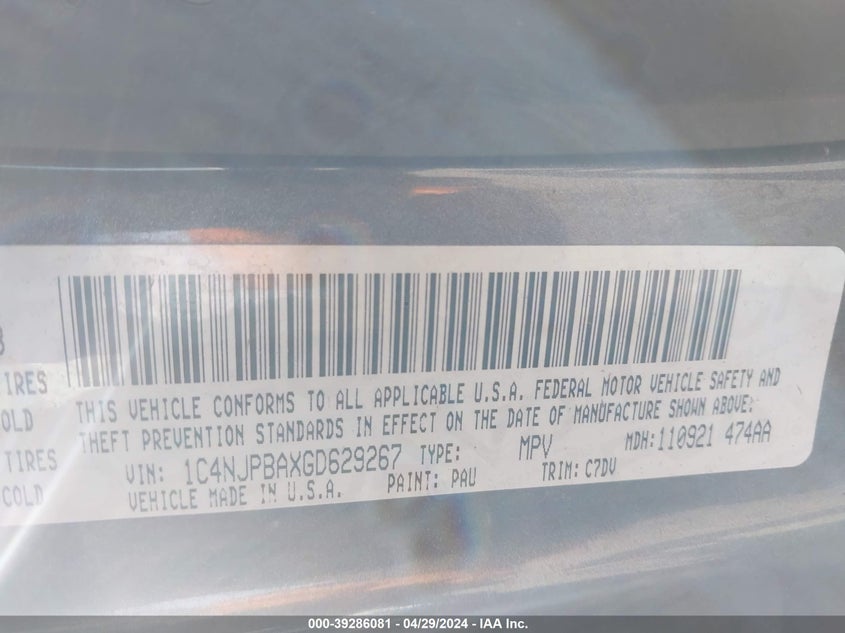 TIRES
OLD
TIRES
COLD
THIS VEHICLE CONFORMS TO ALL APPLICABLE U.S.A. FEDERAL MOTOR VEHICLE SAFETY AND
THEFT PREVENTION STANDARDS IN EFFECT ON THE DATE OF MANUFACTURE SHOWN ABOVE:
VIN: 1C4NJPBAXGD629267 TYPE: MPV MDH: 110921 474AA
VEHICLE MADE IN U.S.A. PAINT: PAU TRIM: C7DV
000-39286081 - 04/29/2024 - IAA Inc.